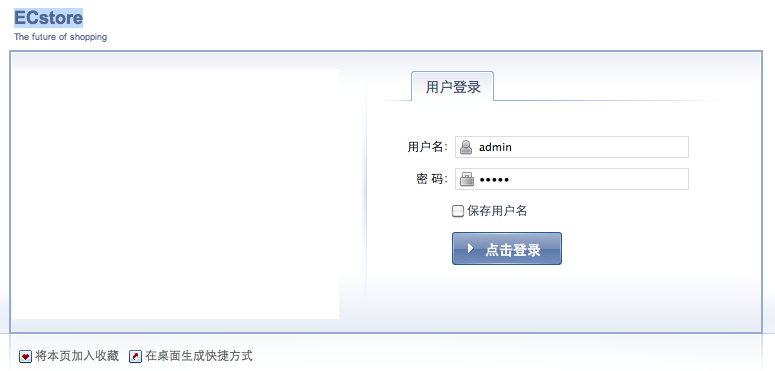 ECstore
The future of shopping
用户登录
用户名: admin
密 码: •••••
保存用户名
点击登录
将本页加入收藏 在桌面生成快捷方式